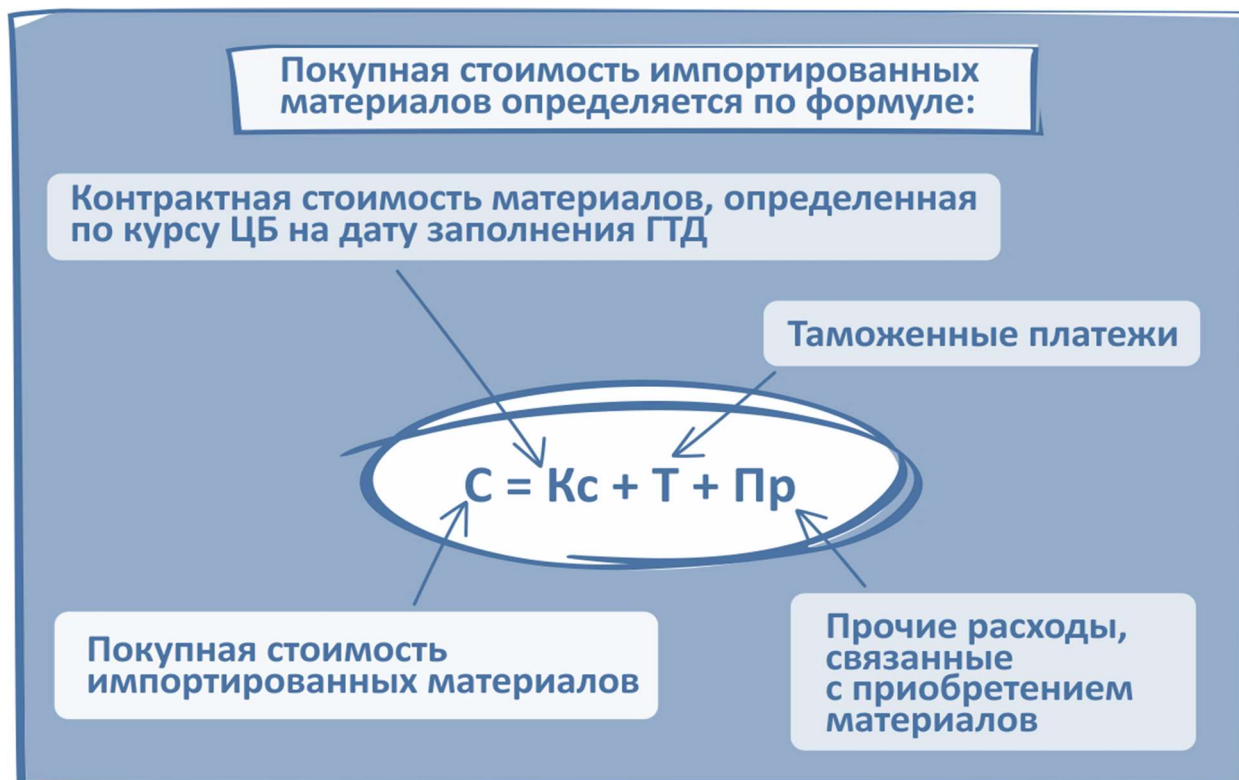 Покупная стоимость импортированных
материалов определяется по формуле:
Контрактная стоимость материалов, определенная
по курсу ЦБ на дату заполнения ГТД
Таможенные платежи
С = Кс + Т + Пр
Покупная стоимость
импортированных материалов
Прочие расходы,
связанные
с приобретением
материалов